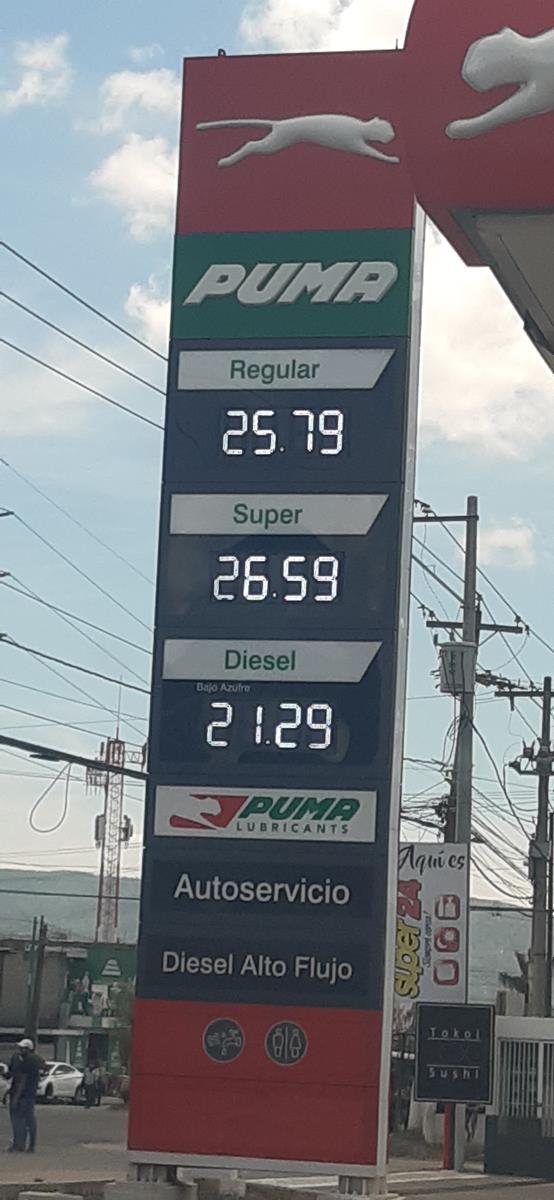 PUMA
Regular
25.79
Super
26.59
Diesel
Bajo Azufre
21.29
PUMA
LUBRICANTS
Autoservicio
Diesel Alto Flujo
Aquí es
super 24
Tokoi
Sushi